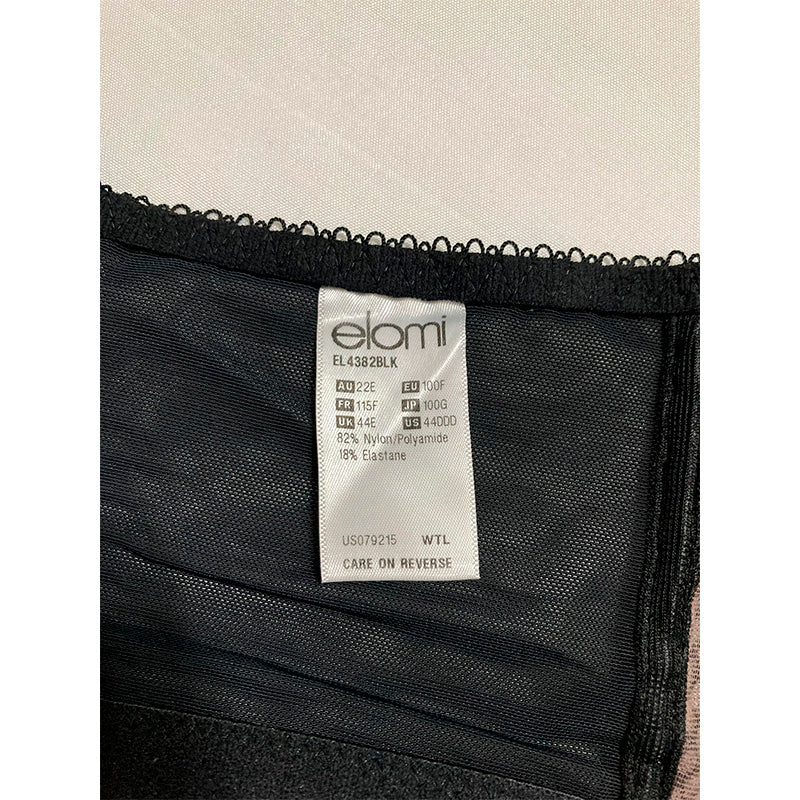 elomi
EL4382BLK
AU 22E EU 100F
FR 115F JP 100G
UK 44E US 44DDD
82% Nylon/Polyamide
18% Elastane
US079215 WTL
CARE ON REVERSE